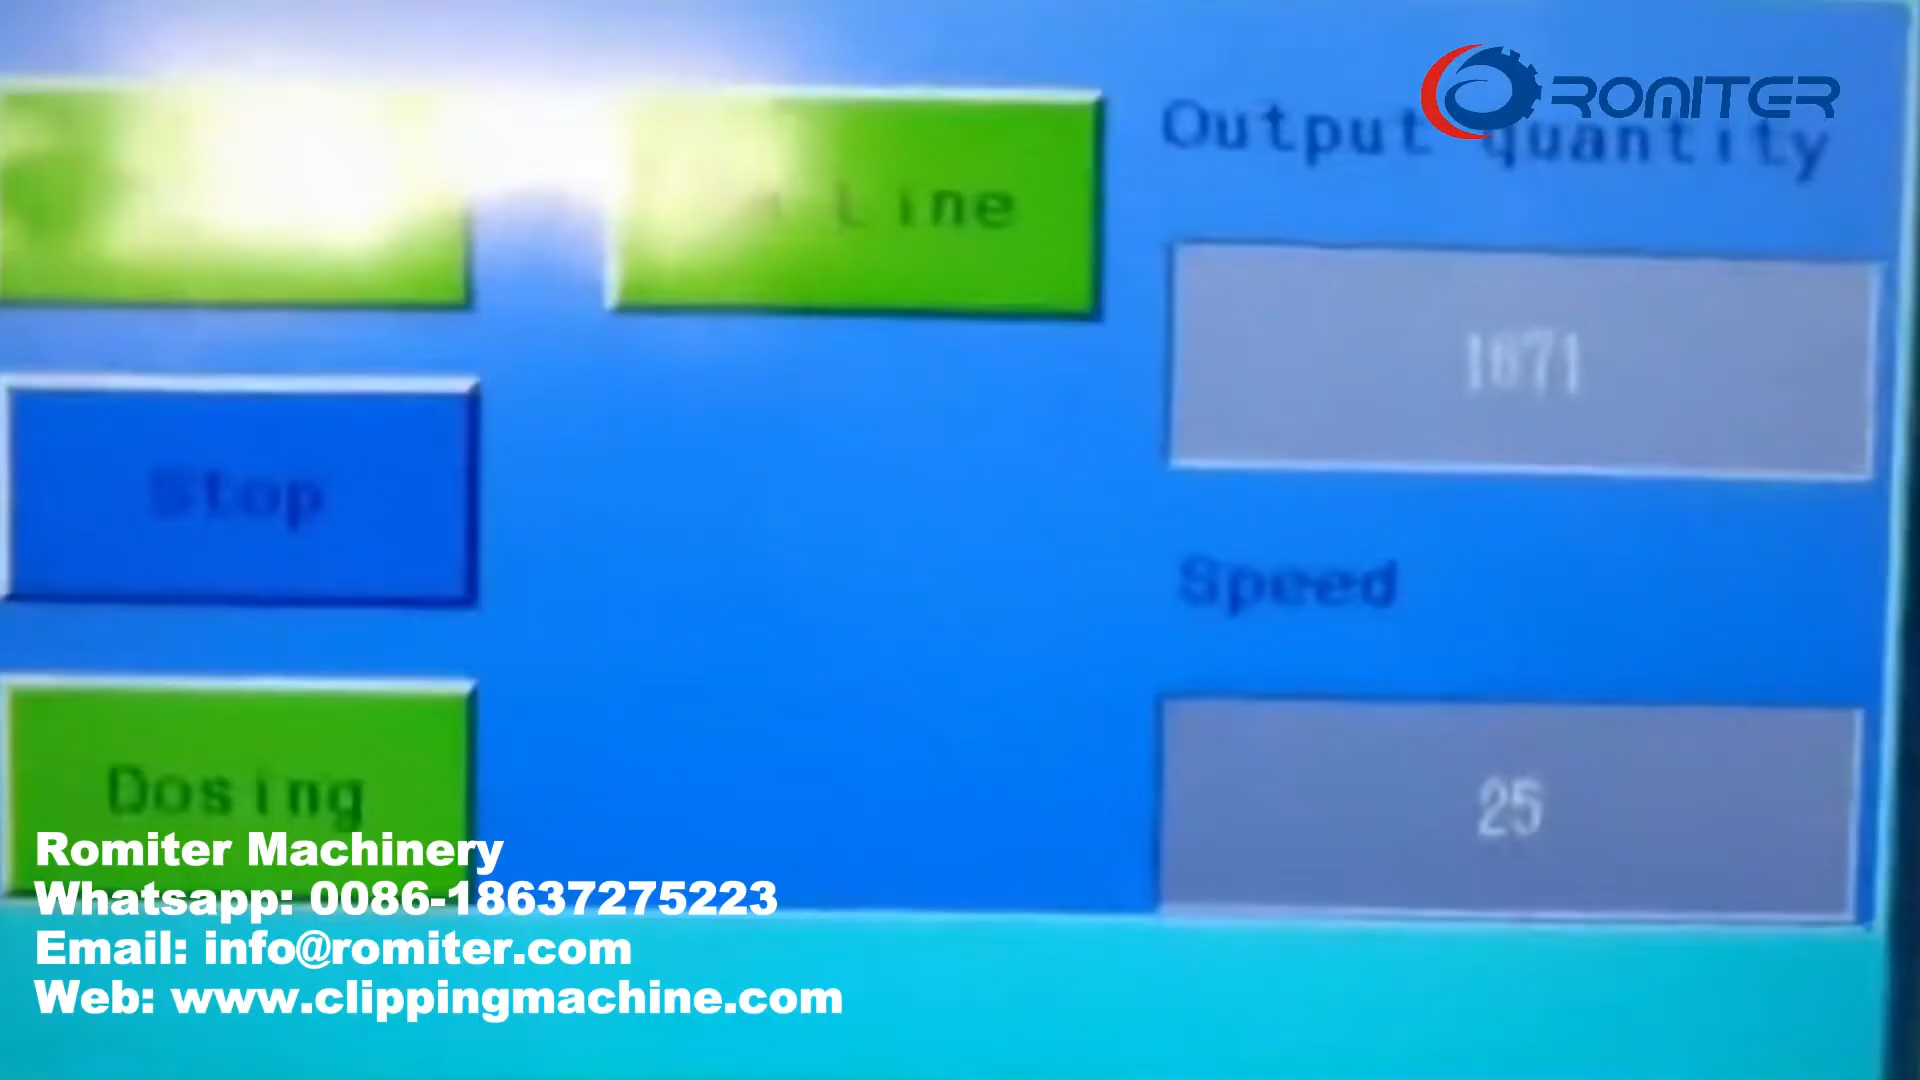 ROMITER
Output quantity
Line
1671
Stop
Speed
Dosing
25
Romiter Machinery
Whatsapp: 0086-18637275223
Email: info@romiter.com
Web: www.clippingmachine.com